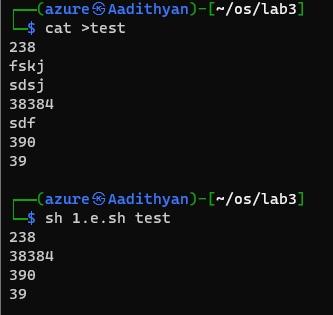 ┌──(azure㉿Aadithyan)-[~/os/lab3]
└─$ cat >test
238
fskj
sdsj
38384
sdf
390
39
┌──(azure㉿Aadithyan)-[~/os/lab3]
└─$ sh 1.e.sh test
238
38384
390
39